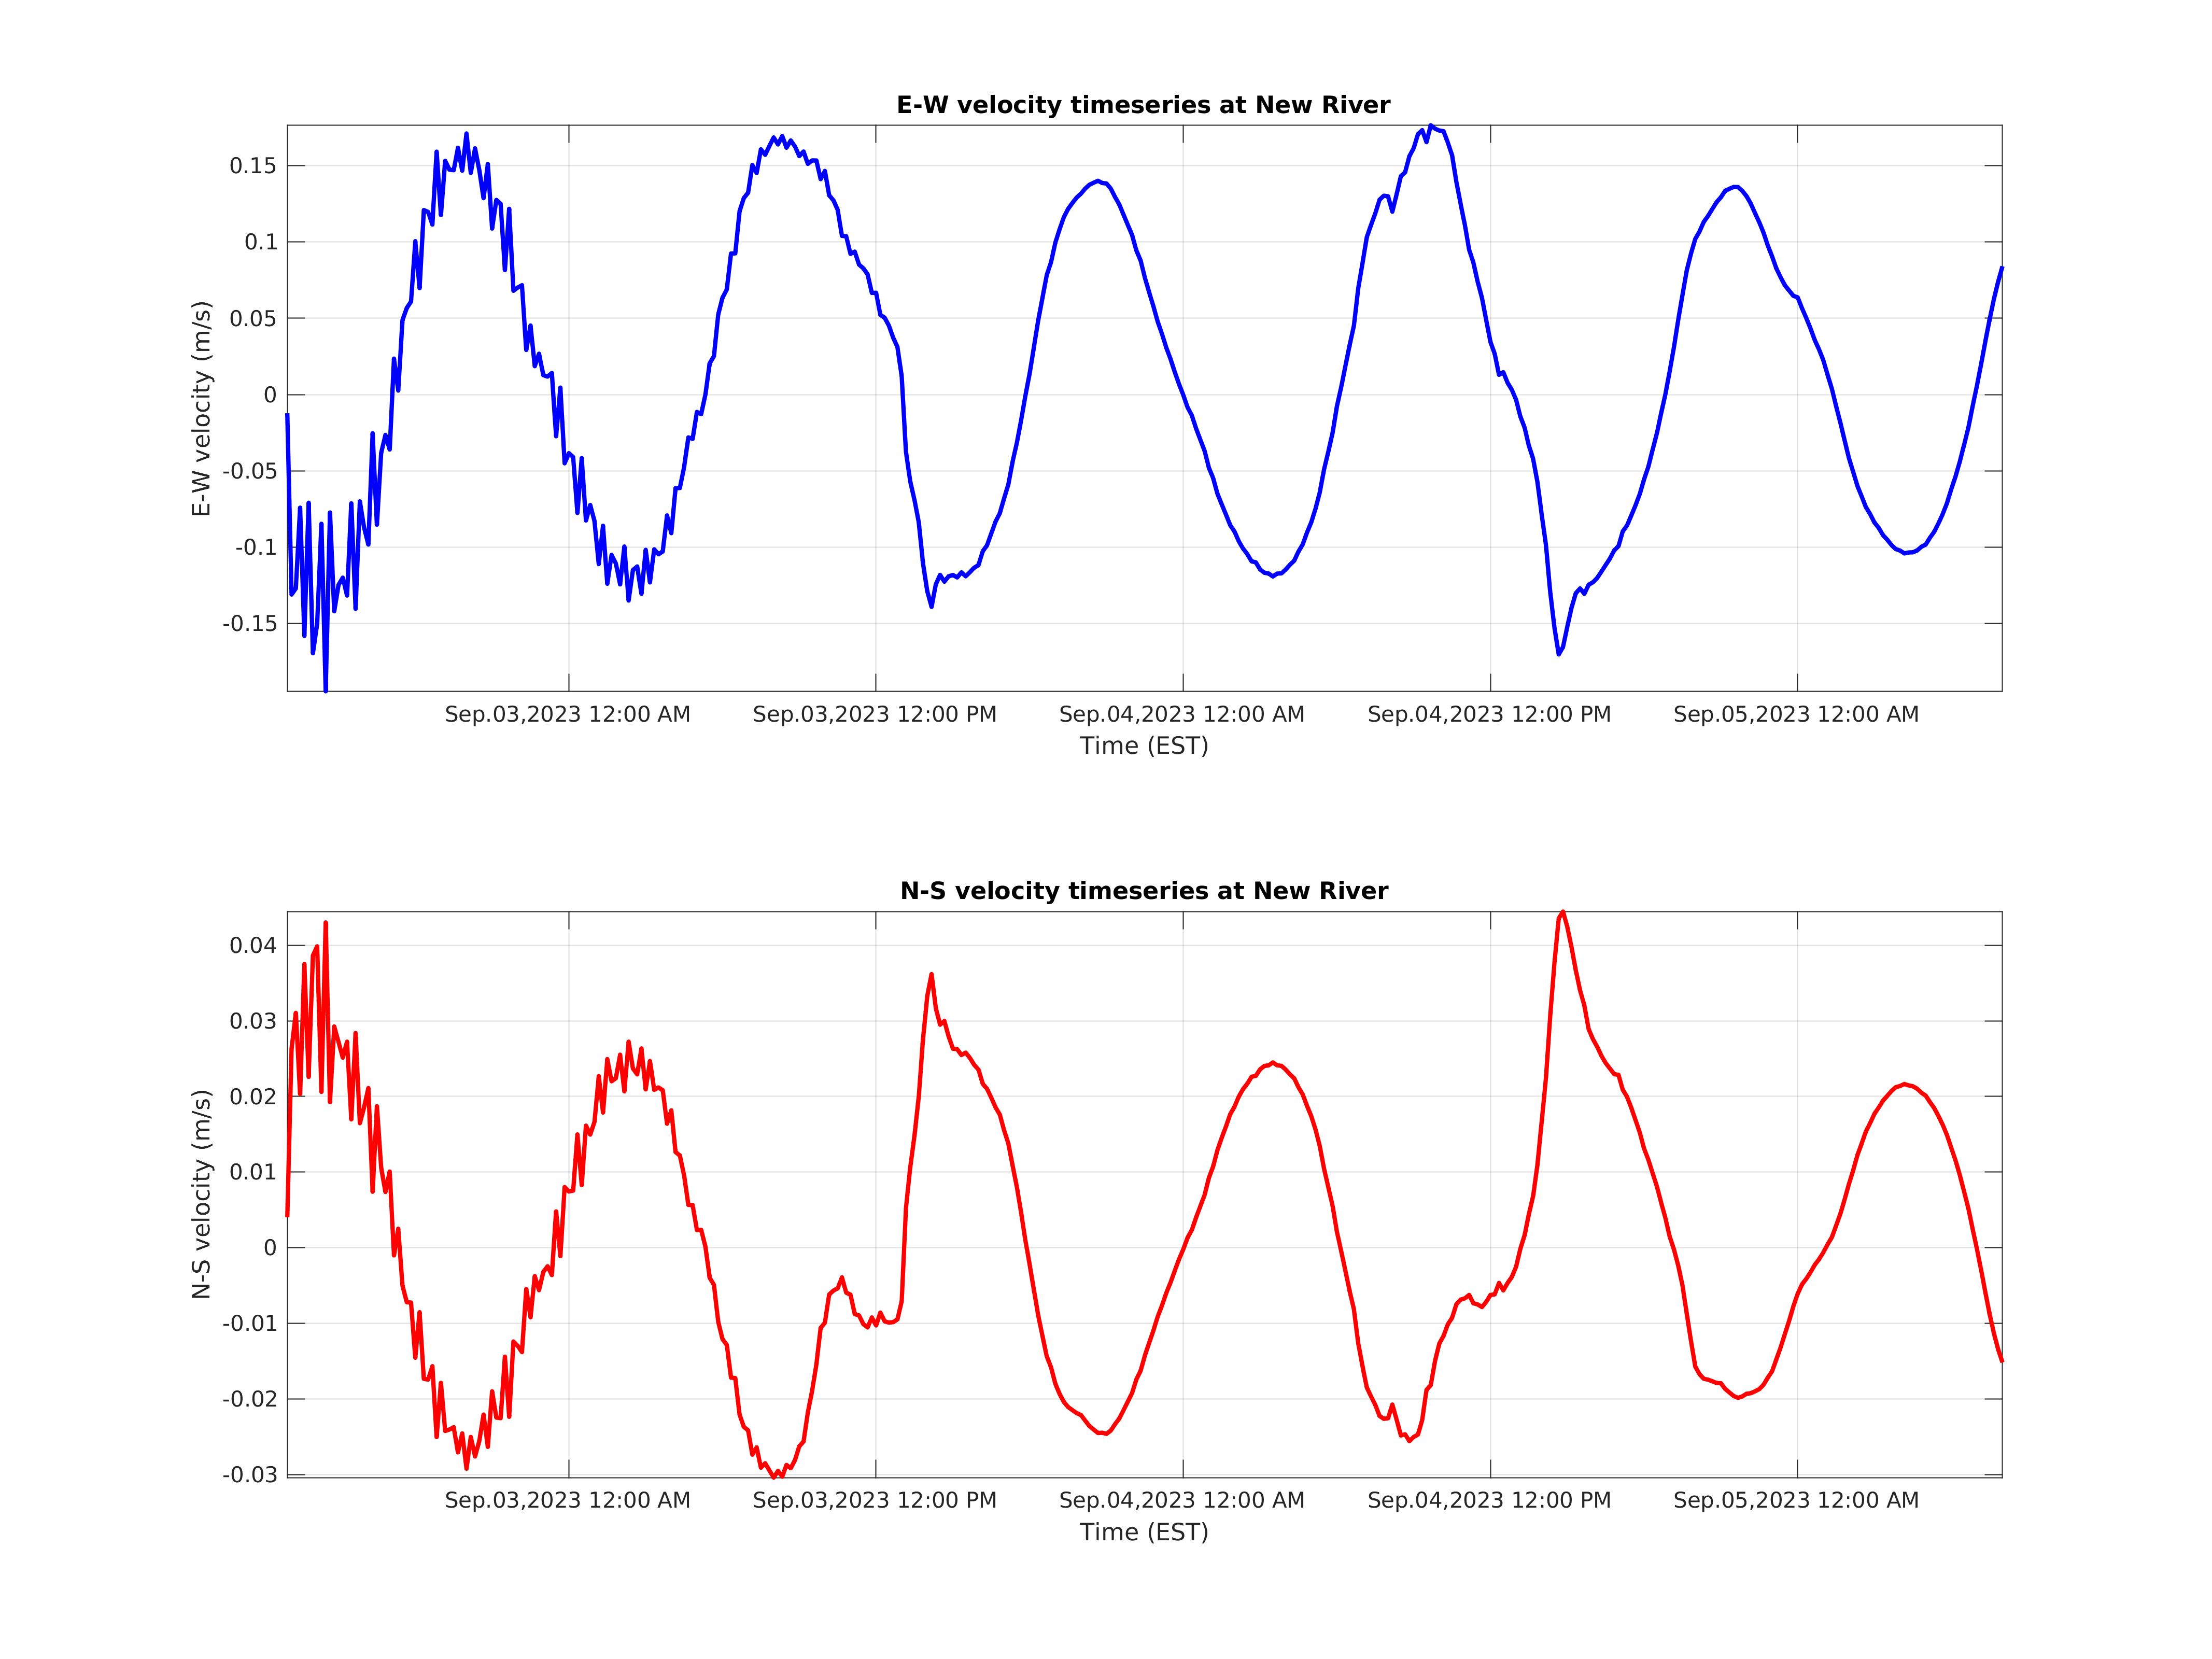 E-W velocity timeseries at New River
E-W velocity (m/s)
0.15
0.1
0.05
0
-0.05
-0.1
-0.15
Sep.03,2023 12:00 AM
Sep.03,2023 12:00 PM
Sep.04,2023 12:00 AM
Sep.04,2023 12:00 PM
Sep.05,2023 12:00 AM
Time (EST)
N-S velocity timeseries at New River
N-S velocity (m/s)
0.04
0.03
0.02
0.01
0
-0.01
-0.02
-0.03
Sep.03,2023 12:00 AM
Sep.03,2023 12:00 PM
Sep.04,2023 12:00 AM
Sep.04,2023 12:00 PM
Sep.05,2023 12:00 AM
Time (EST)